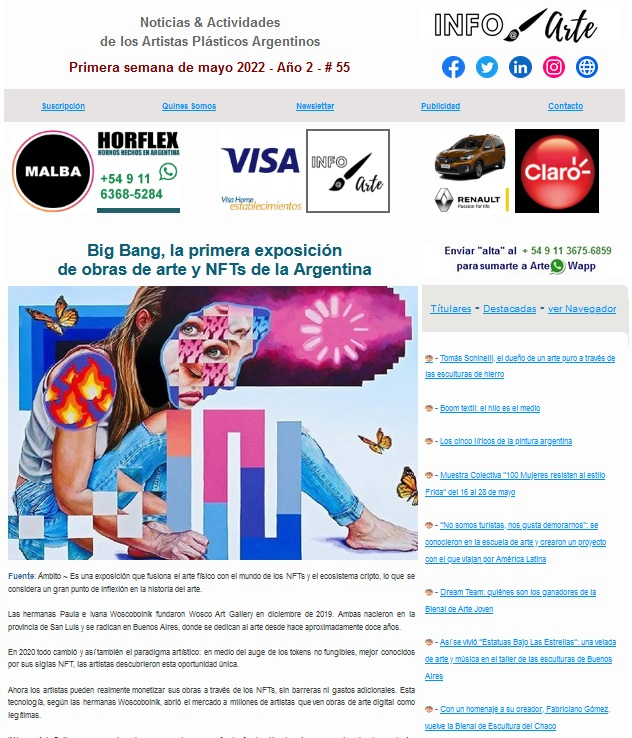 Noticias & Actividades
de los Artistas Plásticos Argentinos
Primera semana de mayo 2022 - Año 2 - # 55
INFO @ Arte
Suscripción
Quines Somos
Newsletter
Publicidad
Contacto
MALBA
HORFLEX
HORNOS HECHOS EN ARGENTINA
+54 9 11
6368-5284
VISA
Visa Home
establecimientos
INFO
@ Arte
RENAULT
Passion for life
Claro
Big Bang, la primera exposición
de obras de arte y NFTs de la Argentina
Enviar "alta" al + 54 9 11 3675-6859
para sumarte a Arte Wapp
Títulares - Destacadas - ver Navegador
- Tomás Schinelli, el dueño de un arte puro a través de
las esculturas de hierro
- Boom textil: el hilo es el medio
- Los cinco líricos de la pintura argentina
- Muestra Colectiva "100 Mujeres resisten al estilo
Frida" del 16 al 28 de mayo
- "No somos turistas, nos gusta demorarnos": se
conocieron en la escuela de arte y crearon un proyecto
con el que viajan por América Latina
- Dream Team: quiénes son los ganadores de la
Bienal de Arte Joven
- Así se vivió "Estatuas Bajo Las Estrellas": una velada
de arte y música en el taller de las esculturas de Buenos
Aires
- Con un homenaje a su creador, Fabriciano Gómez,
vuelve la Bienal de Escultura del Chaco
Fuente: Ámbito ~ Es una exposición que fusiona el arte físico con el mundo de los NFTs y el ecosistema cripto, lo que se
considera un gran punto de inflexión en la historia del arte.
Las hermanas Paula e Ivana Woscoboinik fundaron Wosco Art Gallery en diciembre de 2019. Ambas nacieron en la
provincia de San Luis y se radican en Buenos Aires, donde se dedican al arte desde hace aproximadamente doce años.
En 2020 todo cambió y así también el paradigma artístico: en medio del auge de los tokens no fungibles, mejor conocidos
por sus siglas NFT, las artistas descubrieron esta oportunidad única.
Ahora los artistas pueden realmente monetizar sus obras a través de los NFTs, sin barreras ni gastos adicionales. Esta
tecnología, según las hermanas Woscoboinik, abrió el mercado a millones de artistas que ven obras de arte digital como
legítimas.